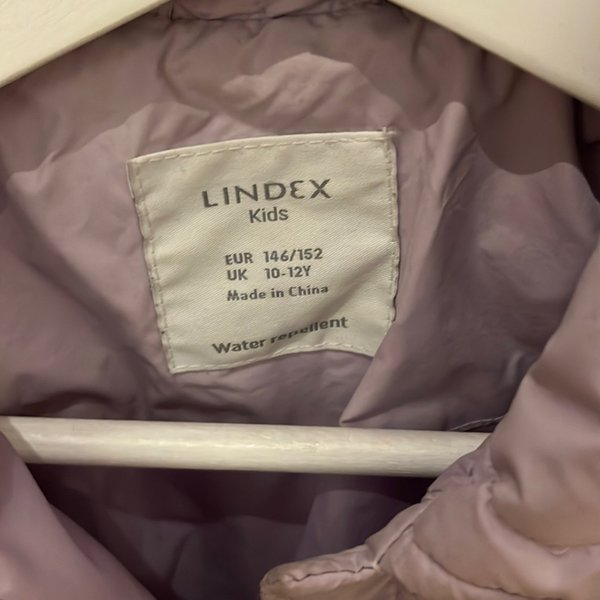 LINDEX
Kids
EUR 146/152
UK 10-12Y
Made in China
Water repellent